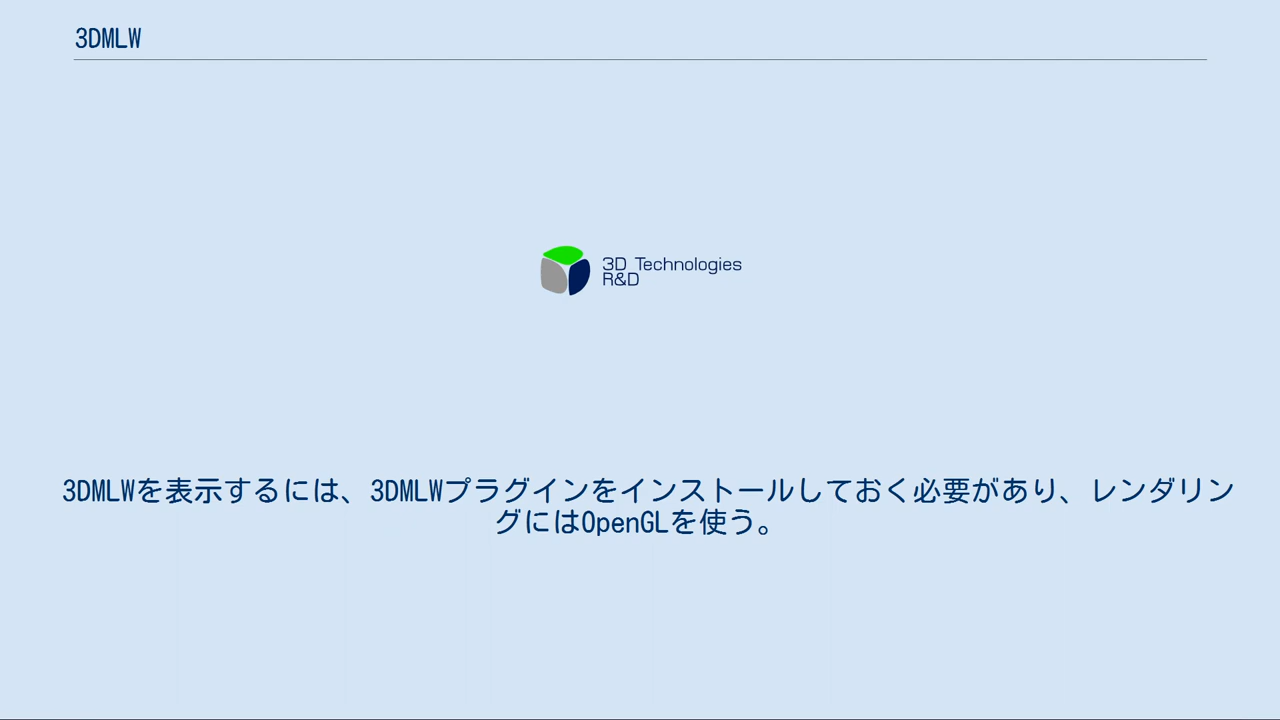 3DMLW
3D Technologies
R&D
3DMLWを表示するには、3DMLWプラグインをインストールしておく必要があり、レンダリン
グにはOpenGLを使う。